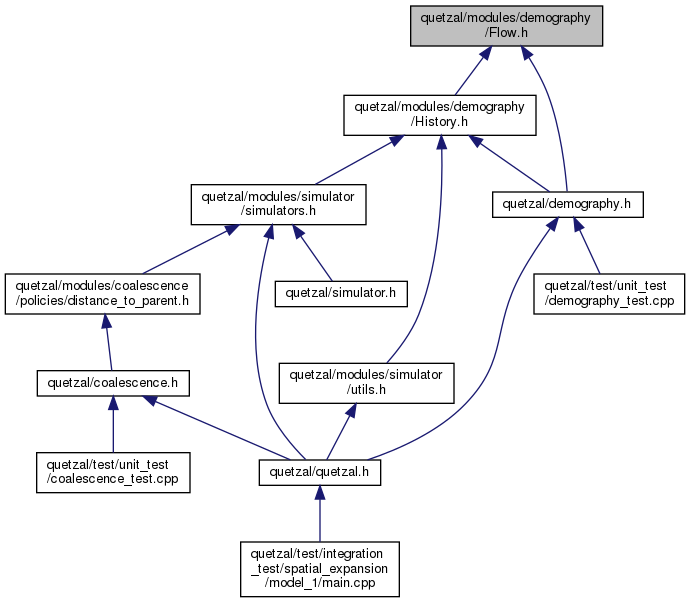 quetzal/modules/demography
/Flow.h
quetzal/modules/demography
/History.h
quetzal/modules/simulator
/simulators.h
quetzal/demography.h
quetzal/modules/coalescence
/policies/distance_to_parent.h
quetzal/simulator.h
quetzal/test/unit_test
/demography_test.cpp
quetzal/coalescence.h
quetzal/modules/simulator
/utils.h
quetzal/test/unit_test
/coalescence_test.cpp
quetzal/quetzal.h
quetzal/test/integration
_test/spatial_expansion
/model_1/main.cpp